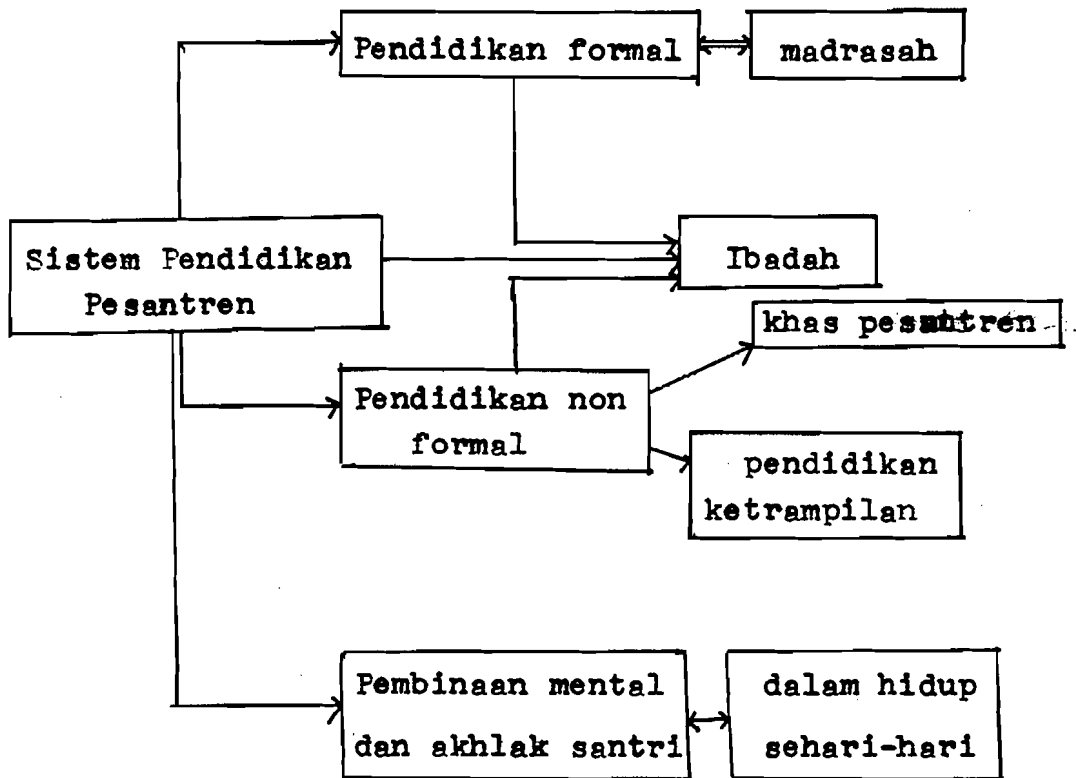 Pendidikan formal
madrasah
Sistem Pendidikan
Pesantren
Ibadah
khas pesantren
Pendidikan non
formal
pendidikan
ketrampilan
Pembinaan mental
dan akhlak santri
dalam hidup
sehari-hari